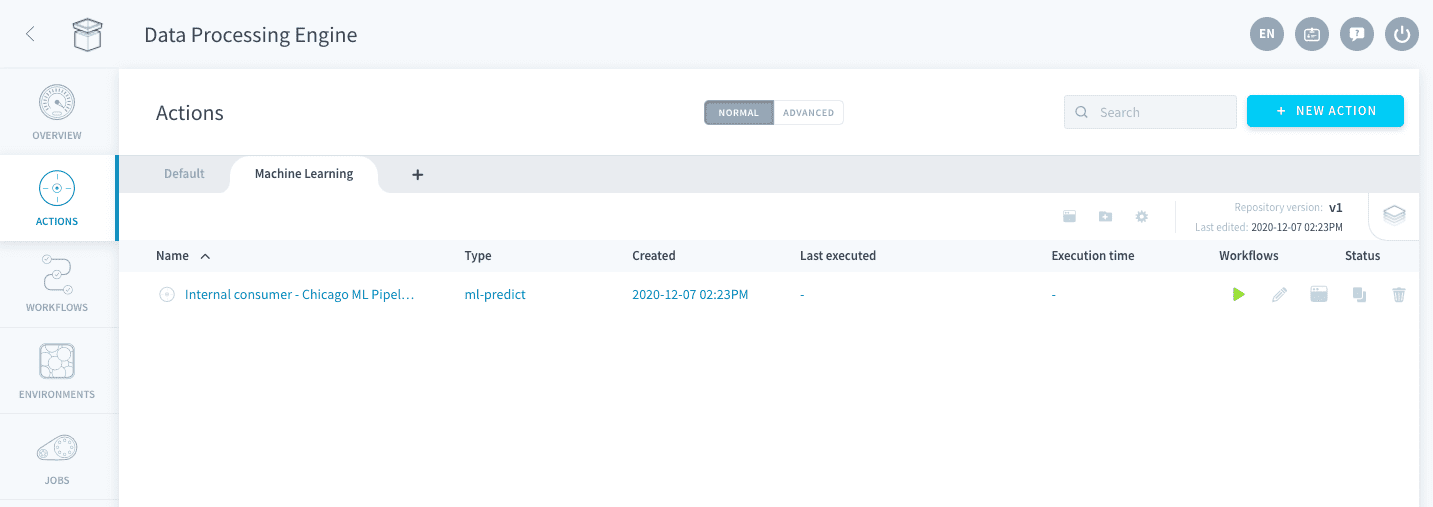 Data Processing Engine
EN
OVERVIEW
ACTIONS
WORKFLOWS
ENVIRONMENTS
JOBS
Actions
NORMAL ADVANCED
Search
+ NEW ACTION
Default Machine Learning +
Repository version: v1
Last edited: 2020-12-07 02:23PM
Name Type Created Last executed Execution time Workflows Status
Internal consumer - Chicago ML Pipel... ml-predict 2020-12-07 02:23PM - -